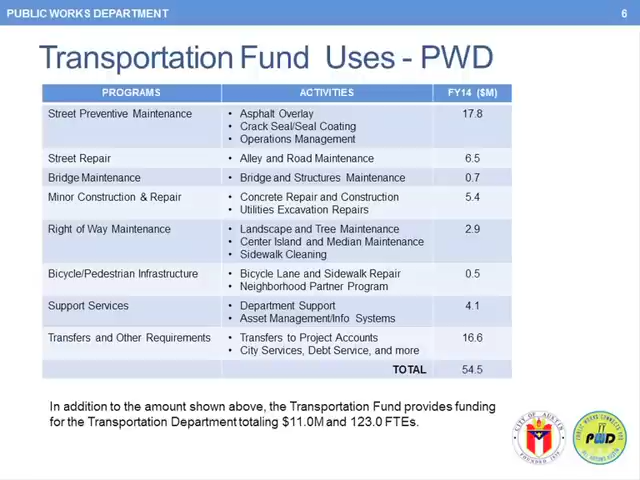 PUBLIC WORKS DEPARTMENT 6
Transportation Fund Uses - PWD
PROGRAMS ACTIVITIES FY14 ($M)
Street Preventive Maintenance • Asphalt Overlay 17.8
• Crack Seal/Seal Coating
• Operations Management
Street Repair • Alley and Road Maintenance 6.5
Bridge Maintenance • Bridge and Structures Maintenance 0.7
Minor Construction & Repair • Concrete Repair and Construction 5.4
• Utilities Excavation Repairs
Right of Way Maintenance • Landscape and Tree Maintenance 2.9
• Center Island and Median Maintenance
• Sidewalk Cleaning
Bicycle/Pedestrian Infrastructure • Bicycle Lane and Sidewalk Repair 0.5
• Neighborhood Partner Program
Support Services • Department Support 4.1
• Asset Management/Info Systems
Transfers and Other Requirements • Transfers to Project Accounts 16.6
• City Services, Debt Service, and more
TOTAL 54.5
In addition to the amount shown above, the Transportation Fund provides funding
for the Transportation Department totaling $11.0M and 123.0 FTEs.
CITY OF AUSTIN
FOUNDED 1839
PWD